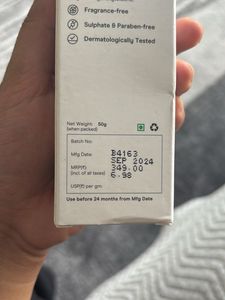 Fragrance-free
Sulphate & Paraben-free
Dermatologically Tested
Net Weight: 50g
(when packed)
Batch No: B4163
Mfg Date: SEP 2024
MRP(₹) 349.00
(incl. of all taxes)
USP(₹) per gm 6.98
Use before 24 months from Mfg Date